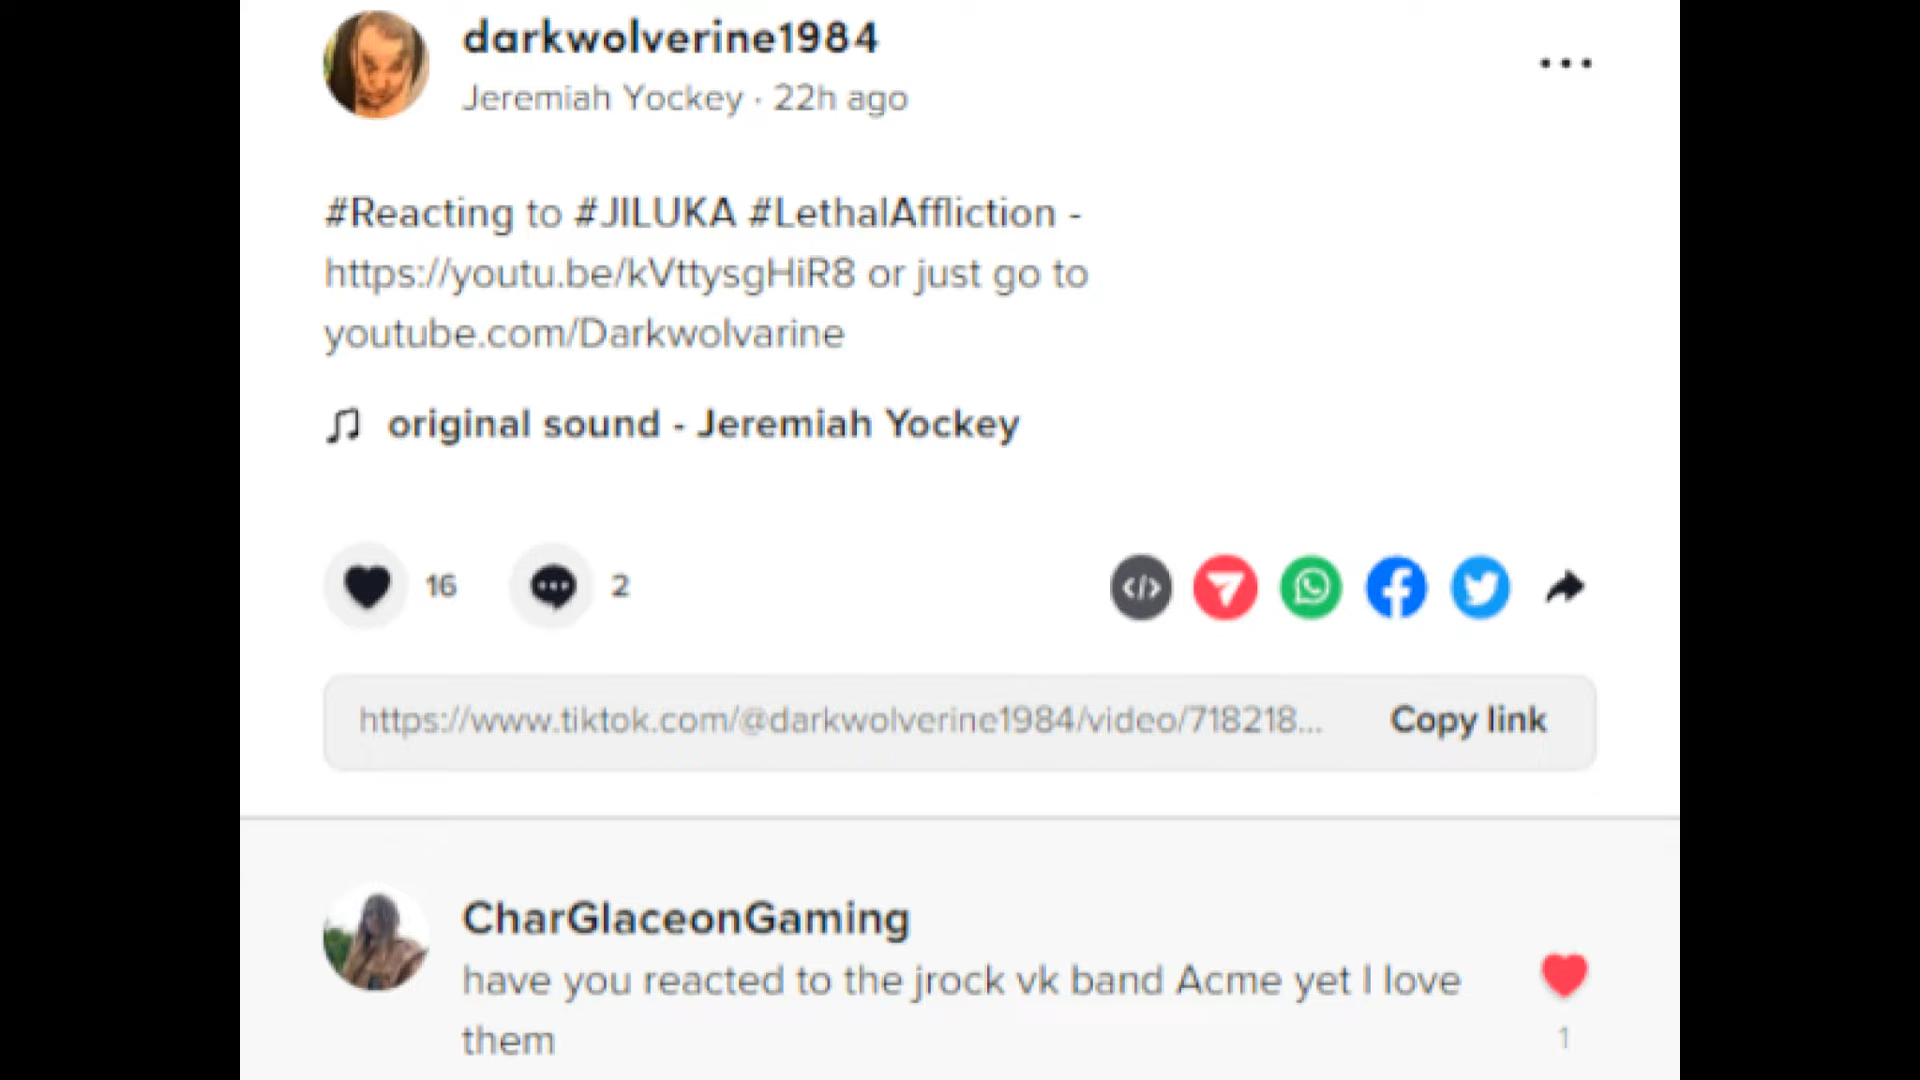 darkwolverine1984
Jeremiah Yockey · 22h ago
#Reacting to #JILUKA #LethalAffliction -
https://youtu.be/kVttysgHiR8 or just go to
youtube.com/Darkwolvarine
original sound - Jeremiah Yockey
16 2
https://www.tiktok.com/@darkwolverine1984/video/718218... Copy link
CharGlaceonGaming
have you reacted to the jrock vk band Acme yet I love
them
1